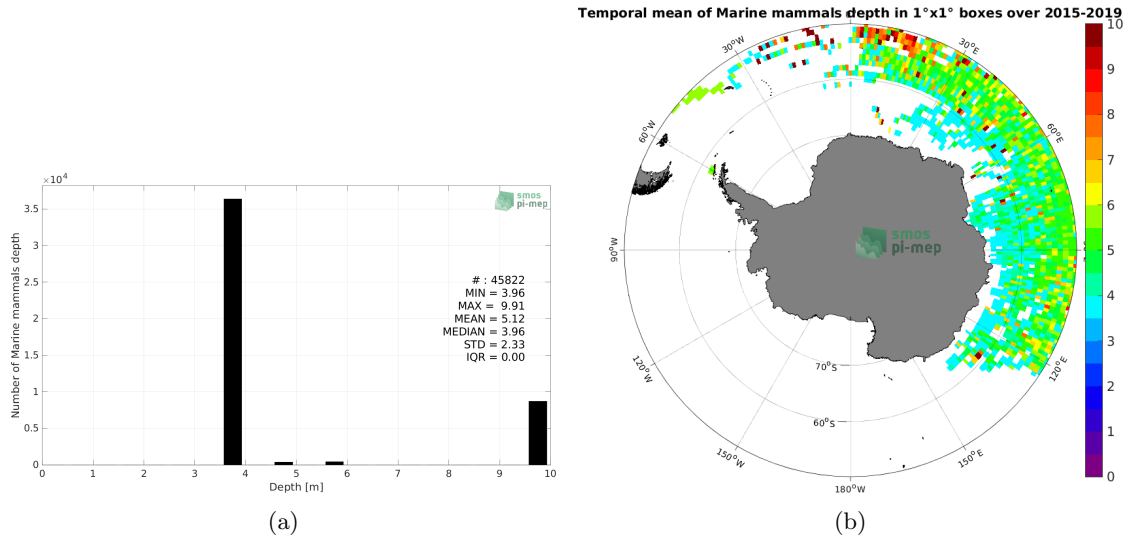 ×10⁴
3.5
3
2.5
2
1.5
1
0.5
0
Number of Marine mammals depth
0 1 2 3 4 5 6 7 8 9 10
Depth [m]
smos
pi-mep
# : 45822
MIN = 3.96
MAX = 9.91
MEAN = 5.12
MEDIAN = 3.96
STD = 2.33
IQR = 0.00
(a)
Temporal mean of Marine mammals depth in 1°x1° boxes over 2015-2019
30°W
30°E
60°W
60°E
90°W
120°W
120°E
150°W
150°E
180°W
70°S
60°S
smos
pi-mep
10
9
8
7
6
5
4
3
2
1
0
(b)